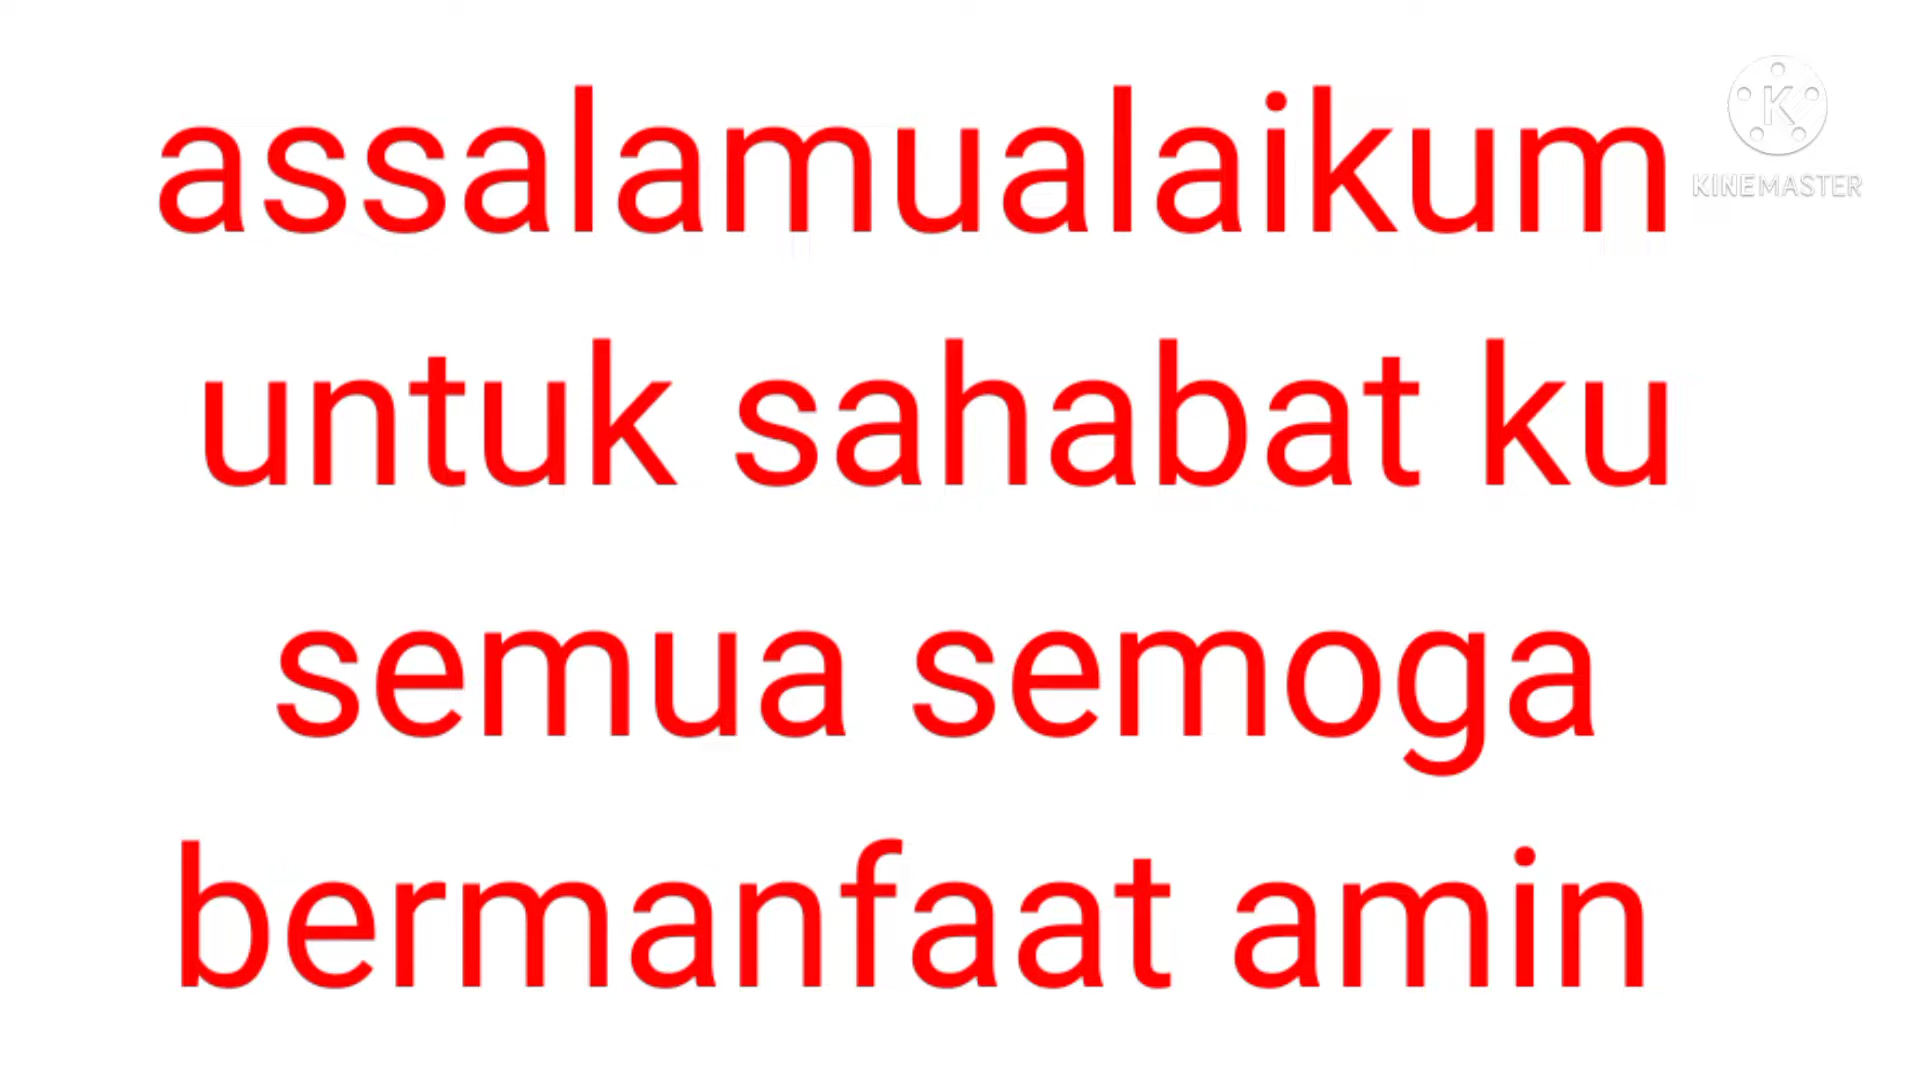 assalamualaikum
KINEMASTER
untuk sahabat ku
semua semoga
bermanfaat amin